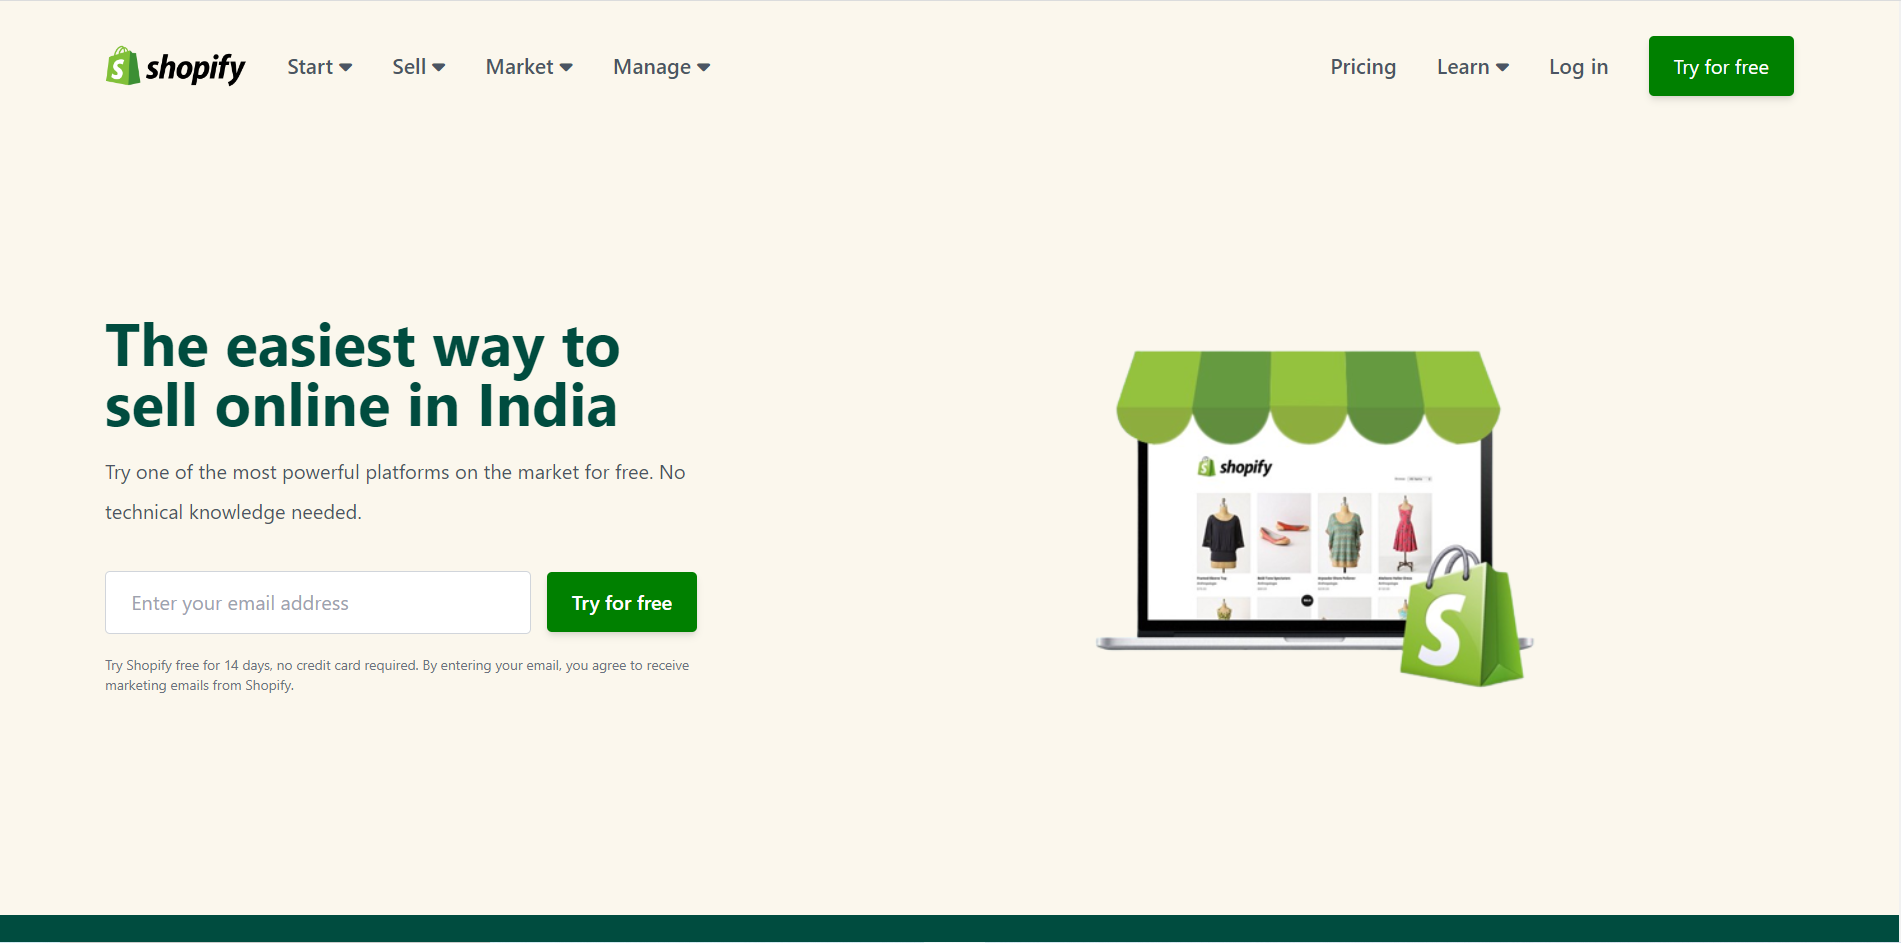 shopify Start Sell Market Manage Pricing Learn Log in Try for free
The easiest way to
sell online in India
Try one of the most powerful platforms on the market for free. No
technical knowledge needed.
Enter your email address Try for free
Try Shopify free for 14 days, no credit card required. By entering your email, you agree to receive
marketing emails from Shopify.
shopify
S